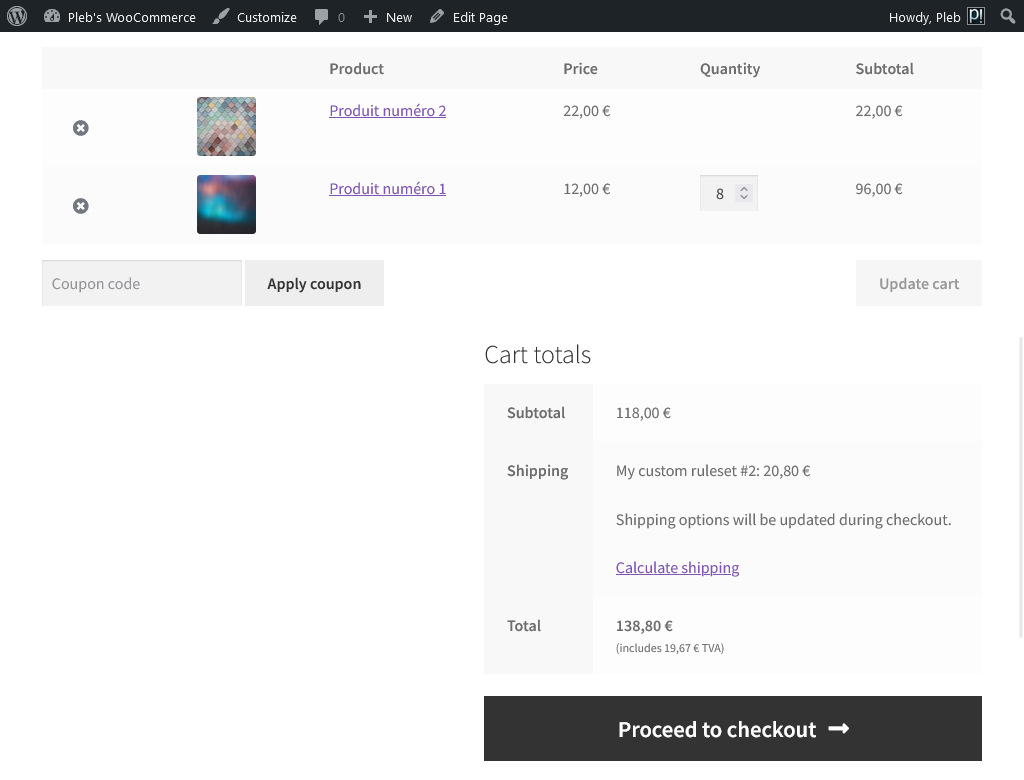 Pleb's WooCommerce Customize 0 New Edit Page Howdy, Pleb p!
Product Price Quantity Subtotal
Produit numéro 2 22,00 € 22,00 €
Produit numéro 1 12,00 € 8 96,00 €
Coupon code Apply coupon Update cart
Cart totals
Subtotal 118,00 €
Shipping My custom ruleset #2: 20,80 €
Shipping options will be updated during checkout.
Calculate shipping
Total 138,80 €
(includes 19,67 € TVA)
Proceed to checkout